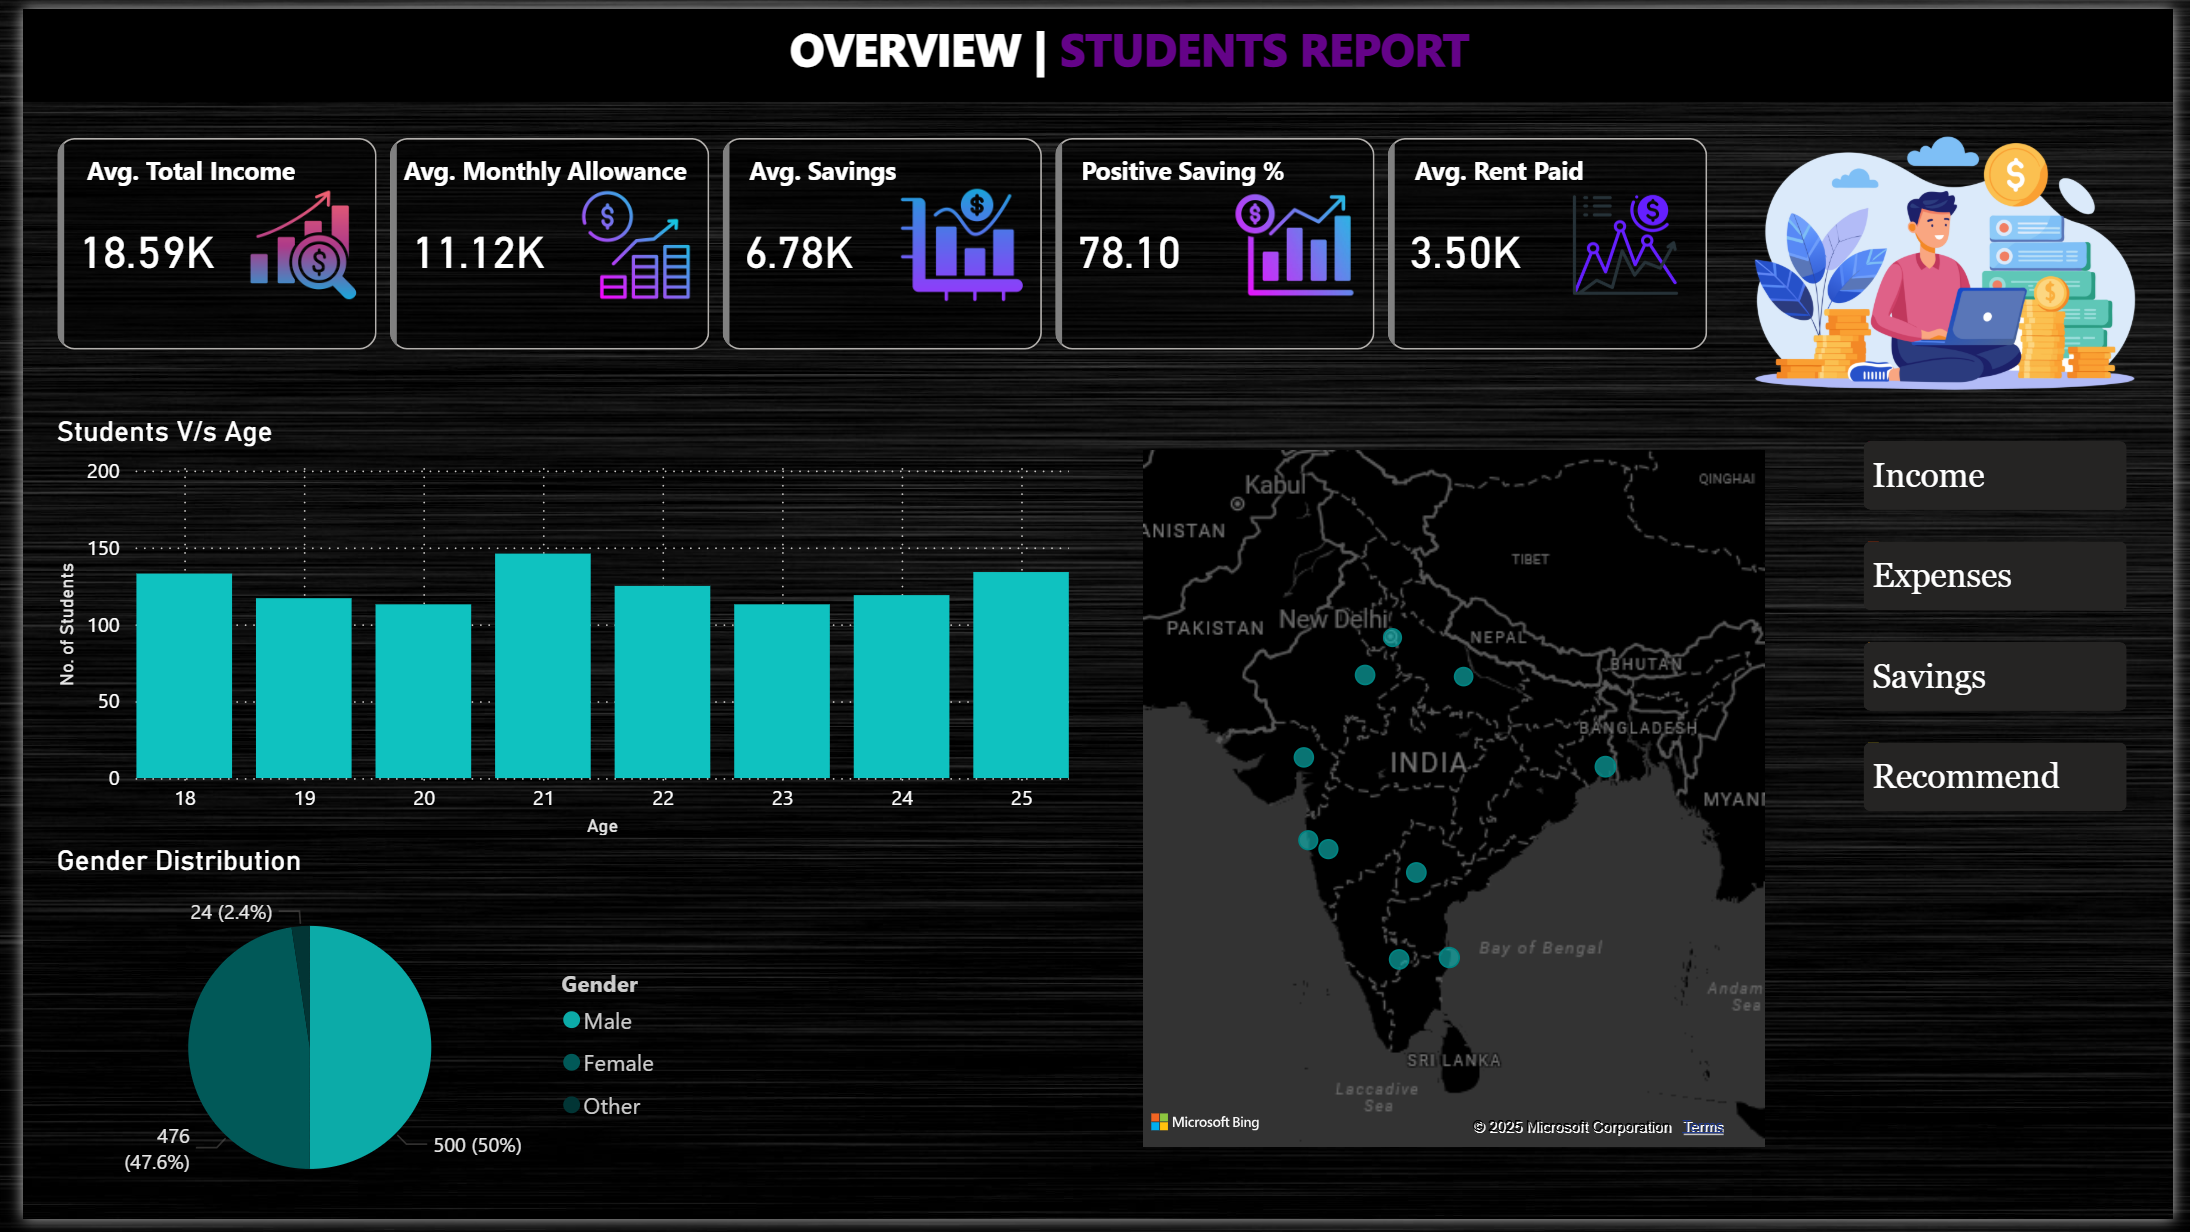 OVERVIEW | STUDENTS REPORT
Avg. Total Income
18.59K
Avg. Monthly Allowance
11.12K
Avg. Savings
6.78K
Positive Saving %
78.10
Avg. Rent Paid
3.50K
Students V/s Age
200
150
100
50
0
No. of Students
18 19 20 21 22 23 24 25
Age
Gender Distribution
24 (2.4%)
476
(47.6%)
500 (50%)
Gender
Male
Female
Other
Kabul
QINGHAI
ANISTAN
TIBET
New Delhi
PAKISTAN
NEPAL
BHUTAN
BANGLADESH
INDIA
MYAN
Bay of Bengal
Andam
Sea
SRI LANKA
Laccadive
Sea
Microsoft Bing
© 2025 Microsoft Corporation Terms
Income
Expenses
Savings
Recommend